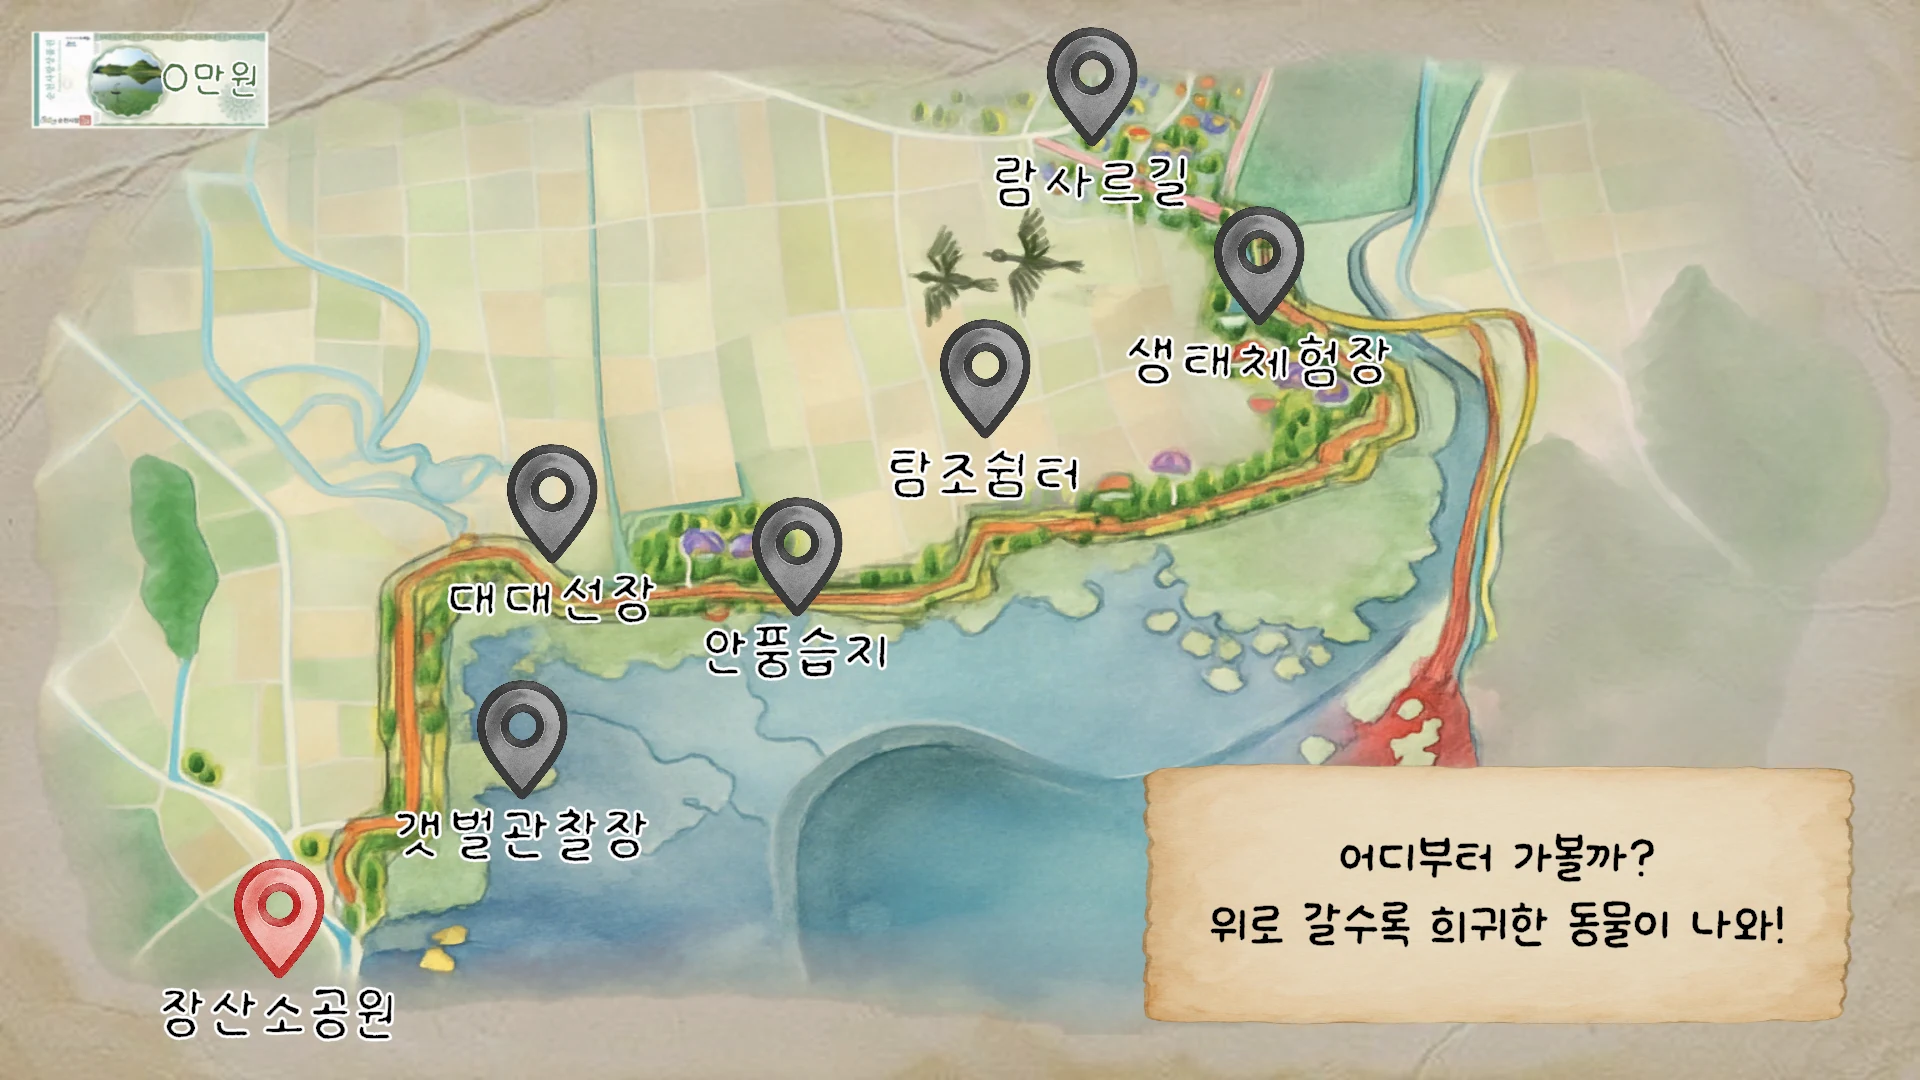 0만원
람사르길
생태체험장
탐조쉼터
대대선장
안풍습지
갯벌관찰장
장산소공원
어디부터 가볼까?
위로 갈수록 희귀한 동물이 나와!